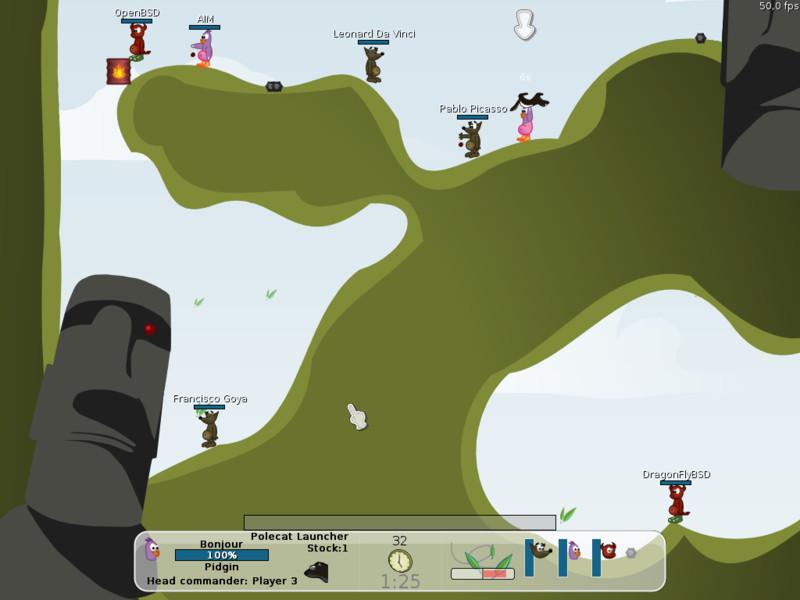 50.0 fps
OpenBSD
AIM
Leonard Da Vinci
6s
Pablo Picasso
Francisco Goya
DragonFlyBSD
Bonjour
100%
Pidgin
Head commander: Player 3
Polecat Launcher
Stock:1
32
1:25